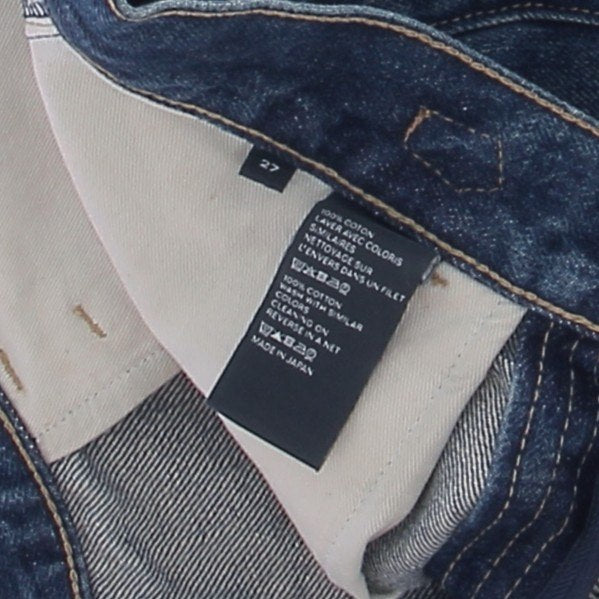 27
100% COTON
LAVER AVEC COLORIS
SIMILAIRES
NETTOYAGE SUR
L'ENVERS DANS UN FILET
100% COTTON
WASH WITH SIMILAR
COLORS
CLEANING ON
REVERSE IN A NET
MADE IN JAPAN